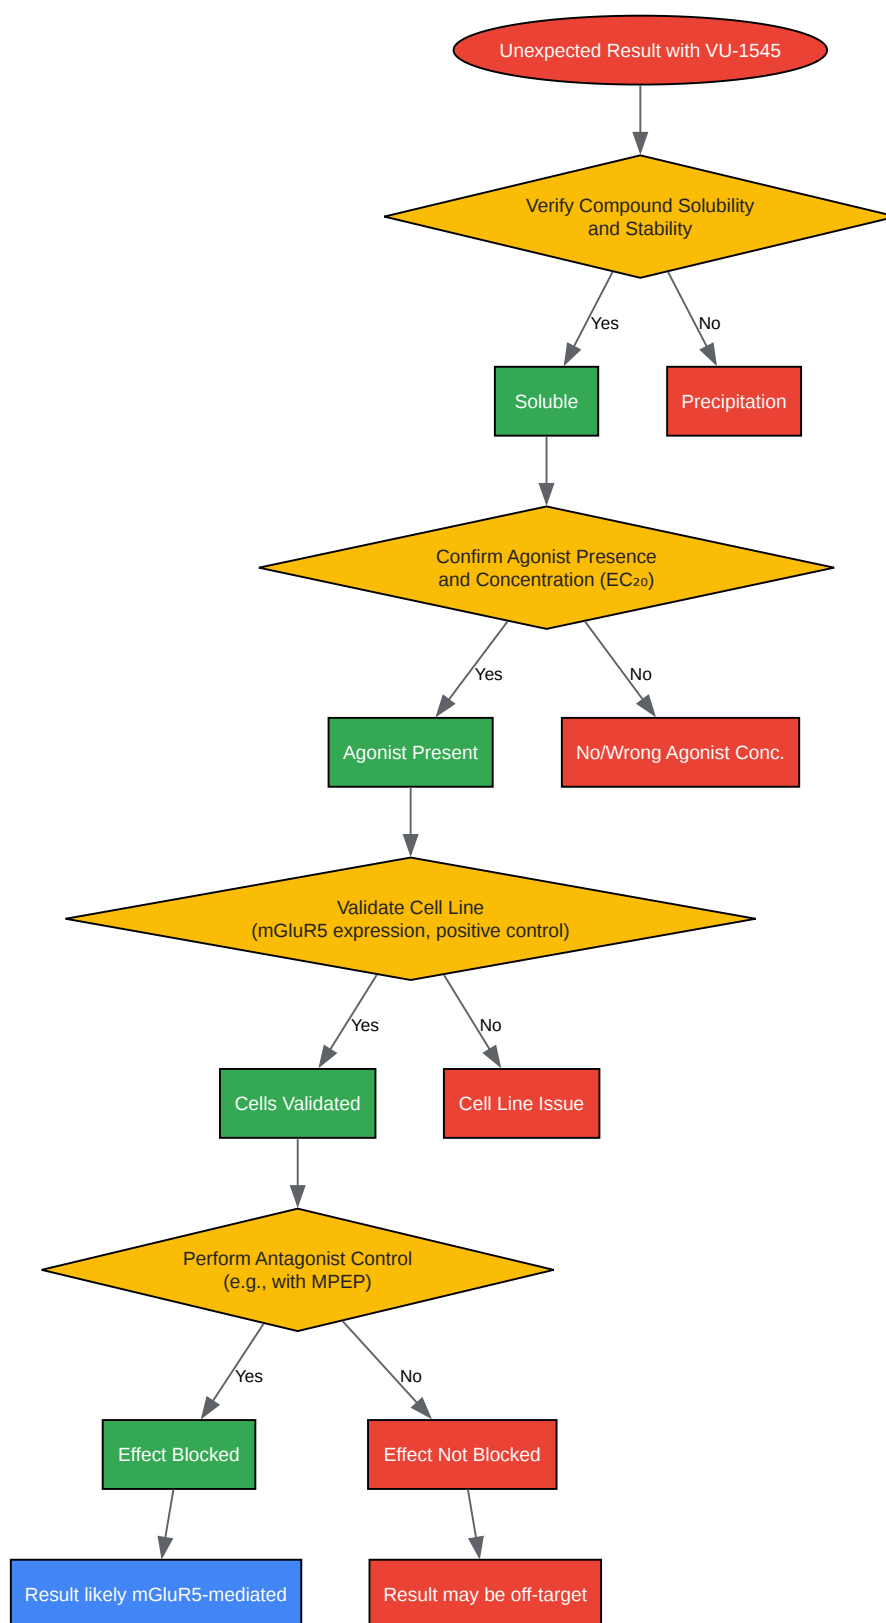 Unexpected Result with VU-1545
Verify Compound Solubility
and Stability
Yes
No
Soluble
Precipitation
Confirm Agonist Presence
and Concentration (EC₂₀)
Yes
No
Agonist Present
No/Wrong Agonist Conc.
Validate Cell Line
(mGluR5 expression, positive control)
Yes
No
Cells Validated
Cell Line Issue
Perform Antagonist Control
(e.g., with MPEP)
Yes
No
Effect Blocked
Effect Not Blocked
Result likely mGluR5-mediated
Result may be off-target